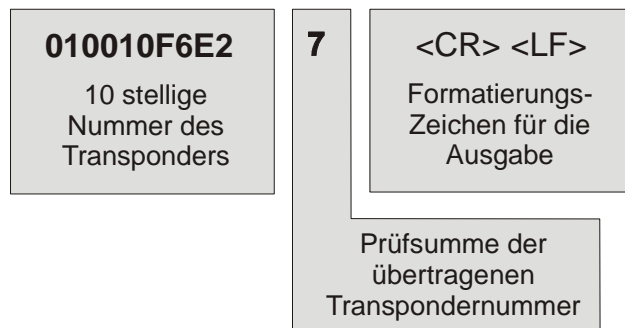 010010F6E2
10 stellige
Nummer des
Transponders
7
<CR> <LF>
Formatierungs-
Zeichen für die
Ausgabe
Prüfsumme der
übertragenen
Transpondernummer